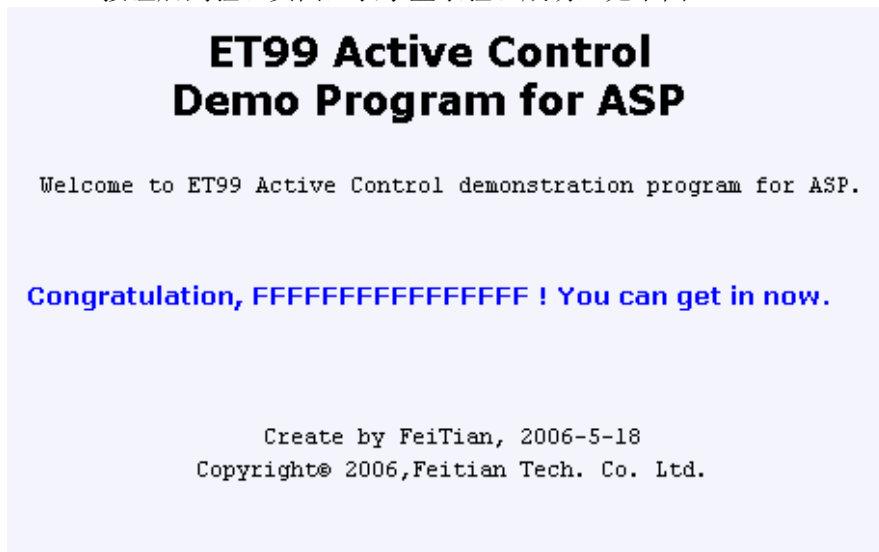 ET99 Active Control
Demo Program for ASP
Welcome to ET99 Active Control demonstration program for ASP.
Congratulation, FFFFFFFFFFFFFFFF ! You can get in now.
Create by FeiTian, 2006-5-18
Copyright© 2006,Feitian Tech. Co. Ltd.